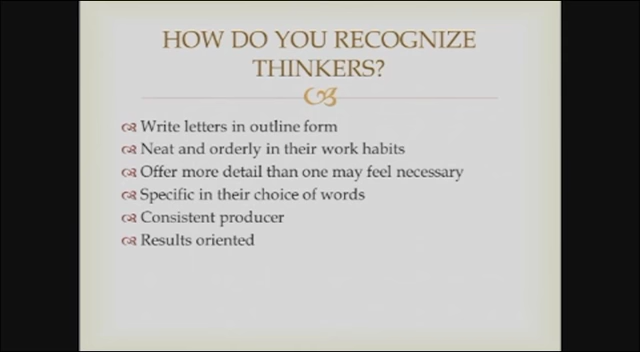 HOW DO YOU RECOGNIZE
THINKERS?
Write letters in outline form
Neat and orderly in their work habits
Offer more detail than one may feel necessary
Specific in their choice of words
Consistent producer
Results oriented